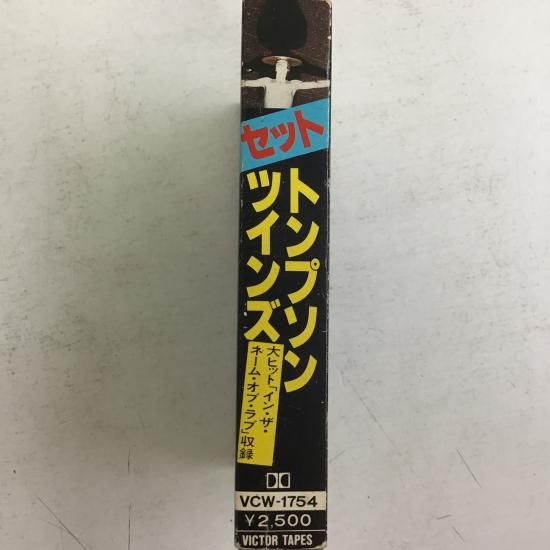 セット
トンプソン
ツインズ
大ヒット「イン・ザ・
ネーム・オブ・ラブ」収録
VCW-1754
¥2,500
VICTOR TAPES